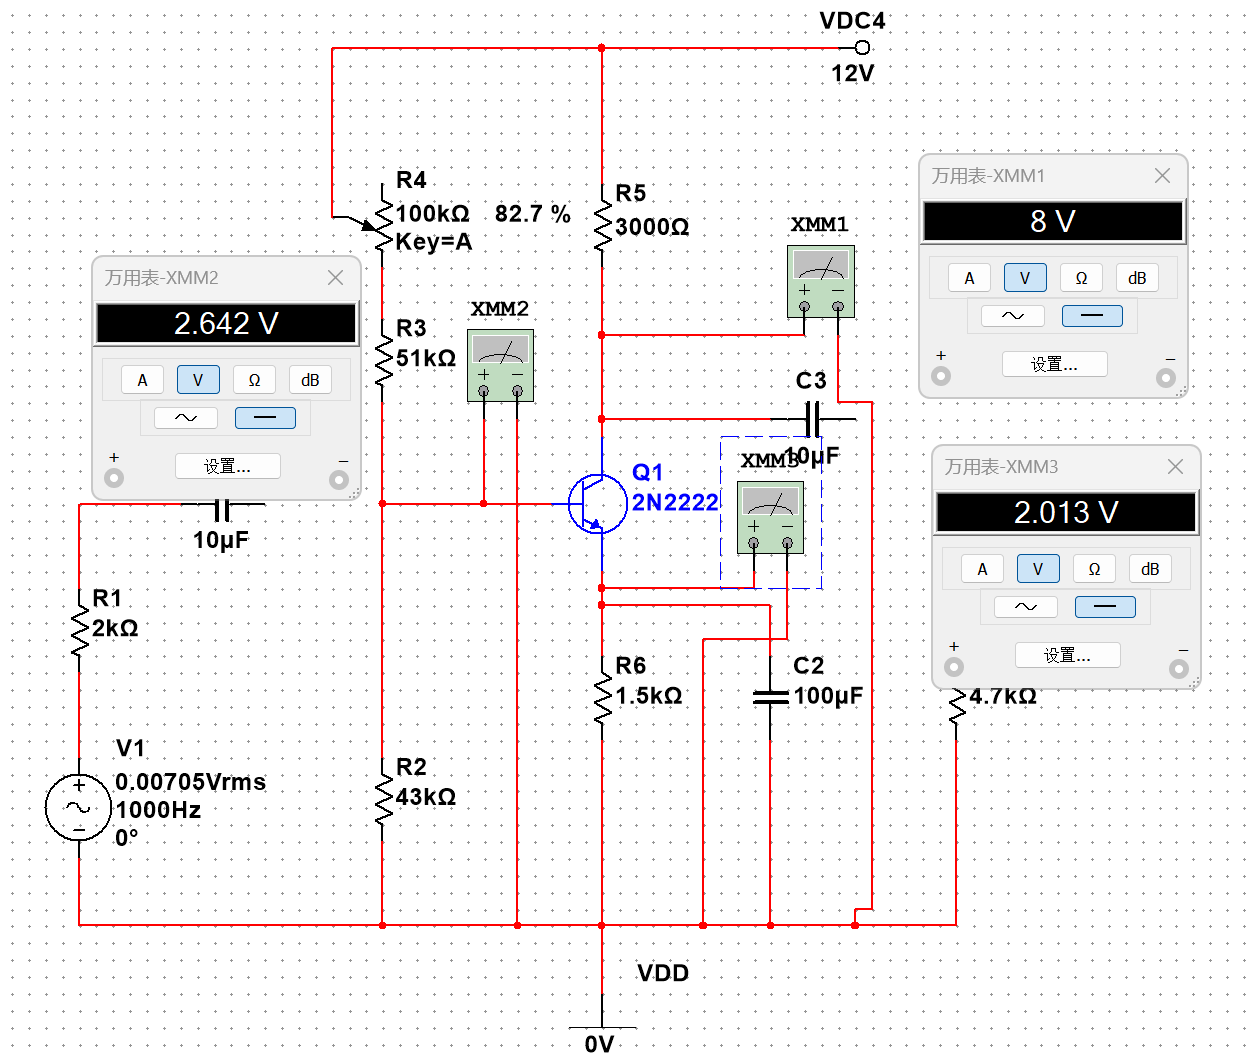 VDC4
12V
R4
100kΩ 82.7 %
Key=A
R5
3000Ω
XMM1
万用表-XMM1
8 V
A V Ω dB
+ −
设置...
万用表-XMM2
2.642 V
A V Ω dB
+ −
设置...
R3
51kΩ
XMM2
C3
10μF
XMM3
Q1
2N2222
万用表-XMM3
2.013 V
A V Ω dB
+ −
设置...
10μF
R1
2kΩ
R6
1.5kΩ
C2
100μF
4.7kΩ
V1
0.00705Vrms
1000Hz
0°
R2
43kΩ
VDD
0V